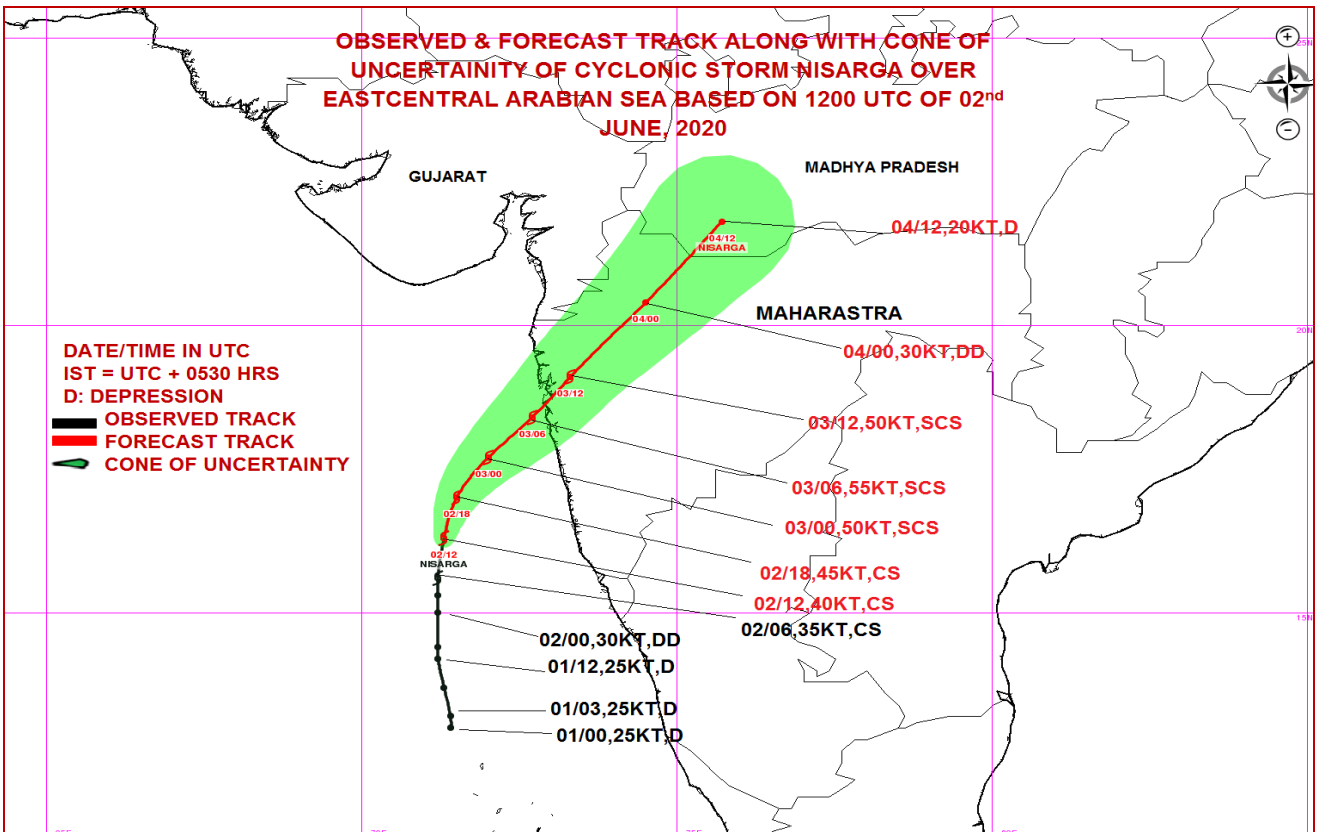 OBSERVED & FORECAST TRACK ALONG WITH CONE OF
UNCERTAINITY OF CYCLONIC STORM NISARGA OVER
EASTCENTRAL ARABIAN SEA BASED ON 1200 UTC OF 02nd
JUNE, 2020
25N
GUJARAT
MADHYA PRADESH
04/12,20KT,D
04/12
NISARGA
MAHARASTRA
04/00
20N
04/00,30KT,DD
DATE/TIME IN UTC
IST = UTC + 0530 HRS
D: DEPRESSION
OBSERVED TRACK
FORECAST TRACK
CONE OF UNCERTAINTY
03/12
03/12,50KT,SCS
03/06
03/00
03/06,55KT,SCS
02/18
03/00,50KT,SCS
02/12
NISARGA
02/18,45KT,CS
02/12,40KT,CS
15N
02/06,35KT,CS
02/00,30KT,DD
01/12,25KT,D
01/03,25KT,D
01/00,25KT,D